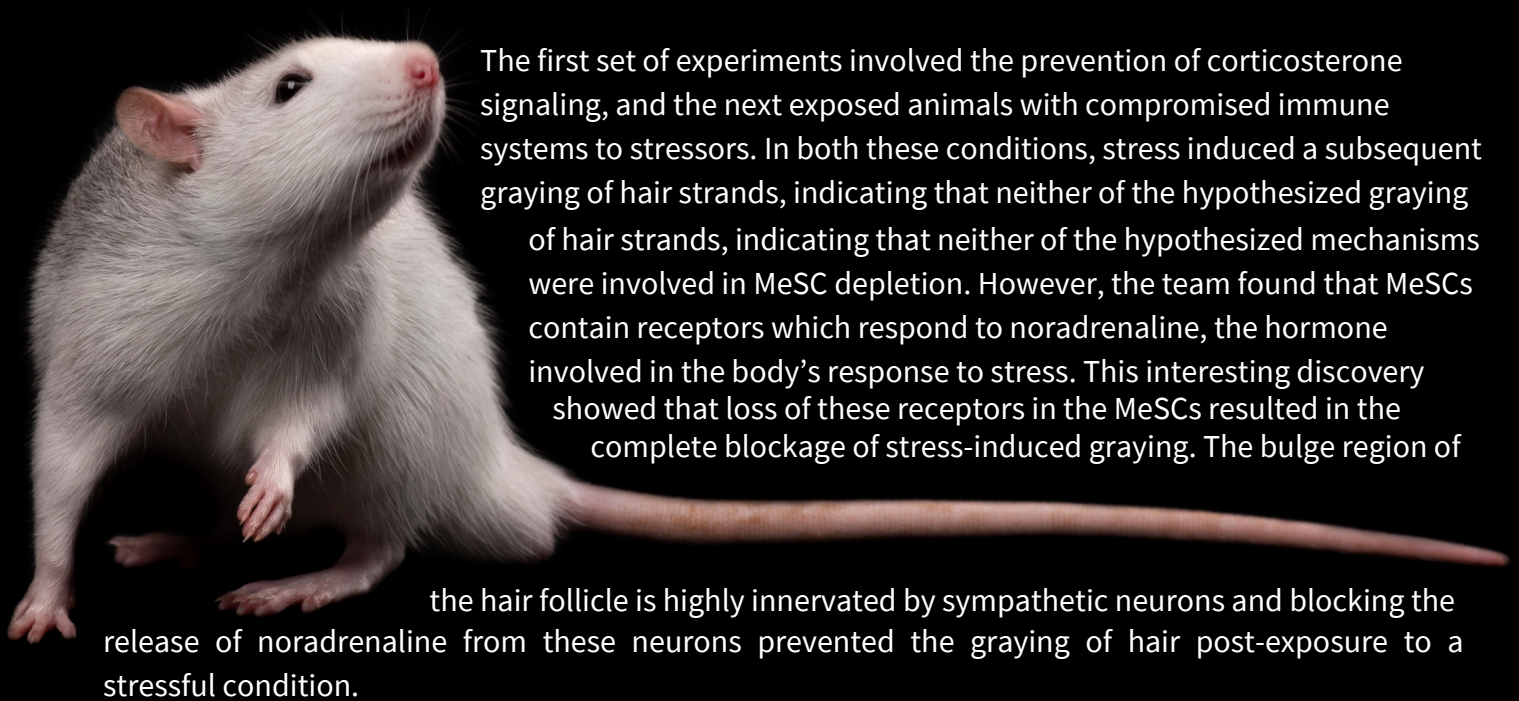 The first set of experiments involved the prevention of corticosterone
signaling, and the next exposed animals with compromised immune
systems to stressors. In both these conditions, stress induced a subsequent
graying of hair strands, indicating that neither of the hypothesized graying
of hair strands, indicating that neither of the hypothesized mechanisms
were involved in MeSC depletion. However, the team found that MeSCs
contain receptors which respond to noradrenaline, the hormone
involved in the body’s response to stress. This interesting discovery
showed that loss of these receptors in the MeSCs resulted in the
complete blockage of stress-induced graying. The bulge region of
the hair follicle is highly innervated by sympathetic neurons and blocking the
release of noradrenaline from these neurons prevented the graying of hair post-exposure to a
stressful condition.